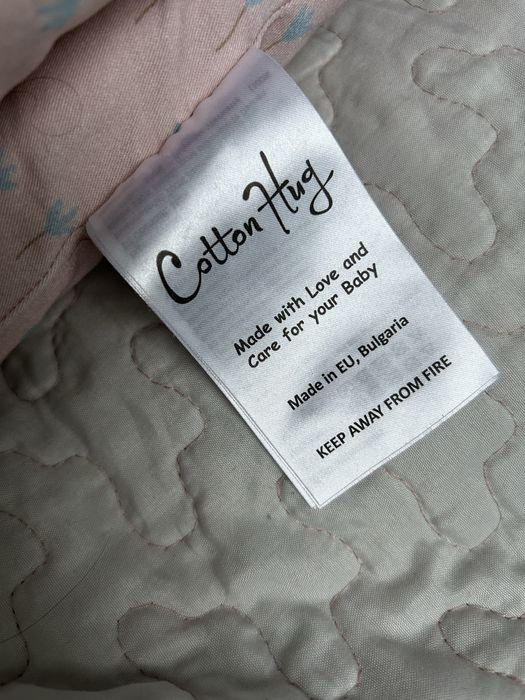 Cotton Hug
Made with Love and
Care for your Baby
Made in EU, Bulgaria
KEEP AWAY FROM FIRE